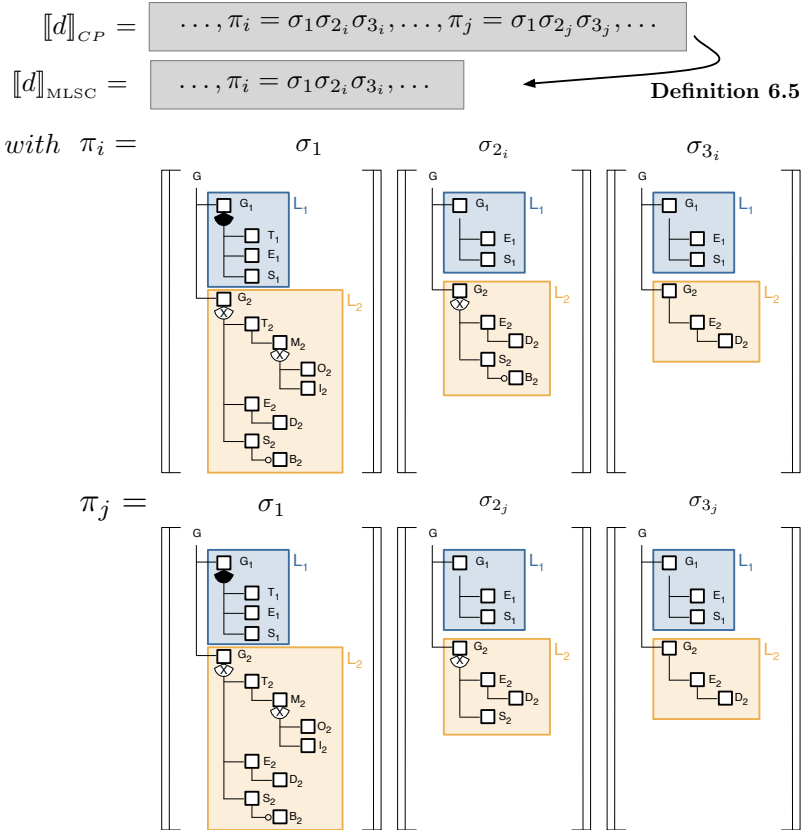 ⟦d⟧_CP = ..., π_i = σ_1σ_{2_i}σ_{3_i}, ..., π_j = σ_1σ_{2_j}σ_{3_j}, ...
⟦d⟧_MLSC = ..., π_i = σ_1σ_{2_i}σ_{3_i}, ...
Definition 6.5
with π_i = σ_1 σ_{2_i} σ_{3_i}
G G G
G_1 L_1 G_1 L_1 G_1 L_1
T_1
E_1 E_1 E_1
S_1 S_1 S_1
G_2 L_2 G_2 L_2 G_2 L_2
X X
T_2 E_2 E_2
M_2 D_2 D_2
X S_2
O_2 B_2
I_2
E_2
D_2
S_2
B_2
π_j = σ_1 σ_{2_j} σ_{3_j}
G G G
G_1 L_1 G_1 L_1 G_1 L_1
T_1
E_1 E_1 E_1
S_1 S_1 S_1
G_2 L_2 G_2 L_2 G_2 L_2
X X
T_2 E_2 E_2
M_2 D_2 D_2
X S_2
O_2
I_2
E_2
D_2
S_2
B_2